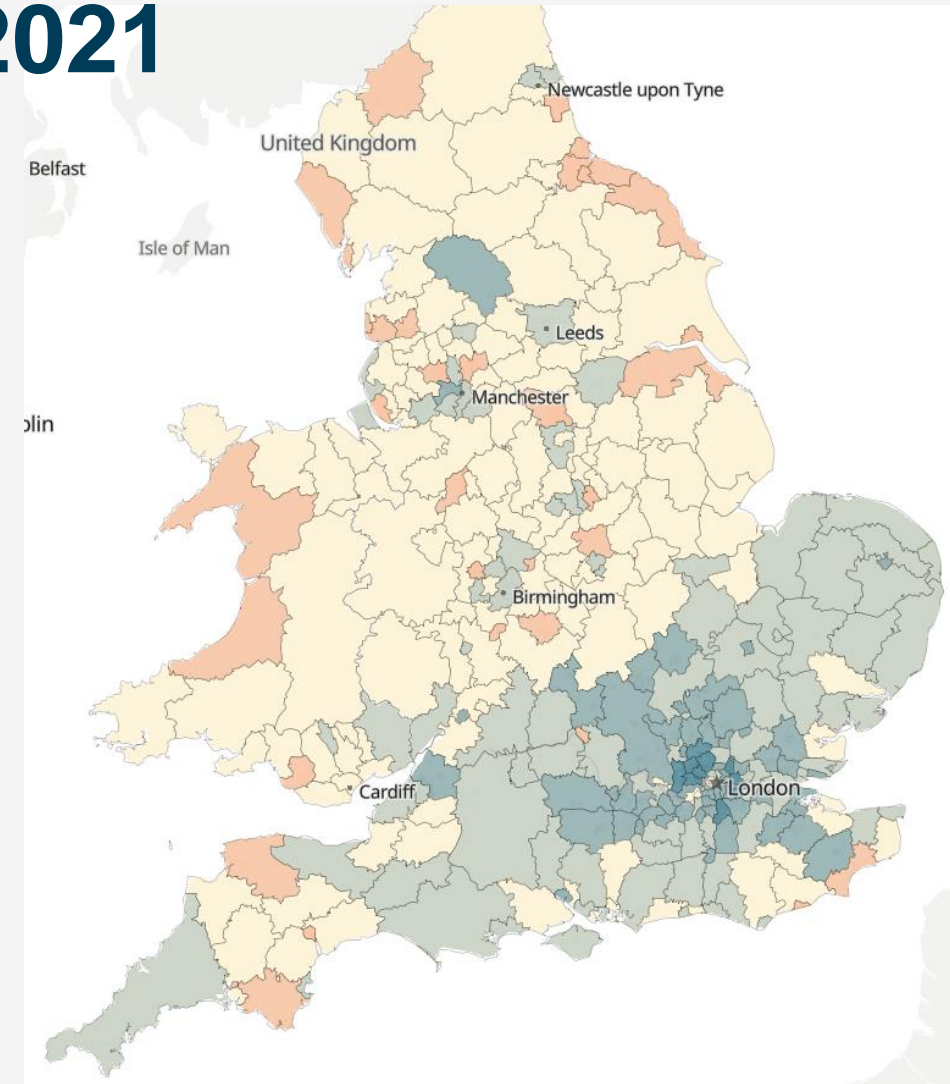 2021
Newcastle upon Tyne
United Kingdom
Belfast
Isle of Man
Leeds
Manchester
olin
Birmingham
London
Cardiff